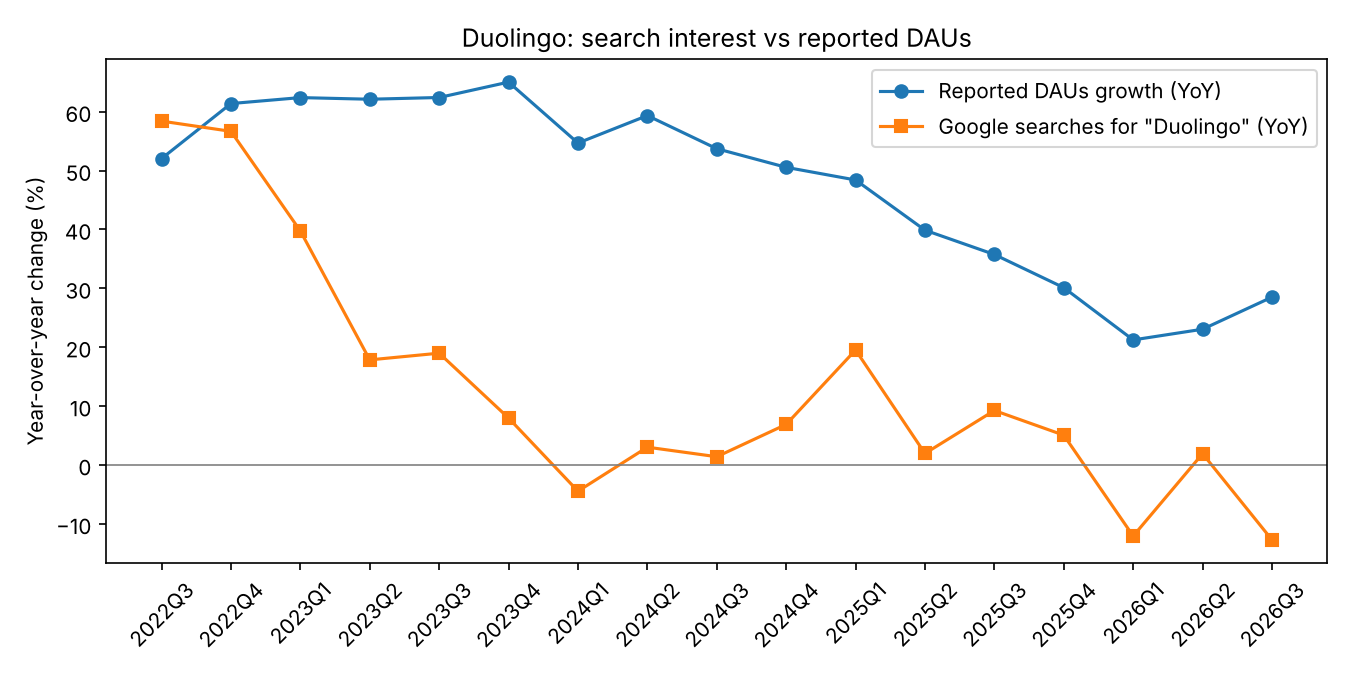 Duolingo: search interest vs reported DAUs
Reported DAUs growth (YoY)
Google searches for "Duolingo" (YoY)
Year-over-year change (%)
60
50
40
30
20
10
0
−10
2022Q3
2022Q4
2023Q1
2023Q2
2023Q3
2023Q4
2024Q1
2024Q2
2024Q3
2024Q4
2025Q1
2025Q2
2025Q3
2025Q4
2026Q1
2026Q2
2026Q3